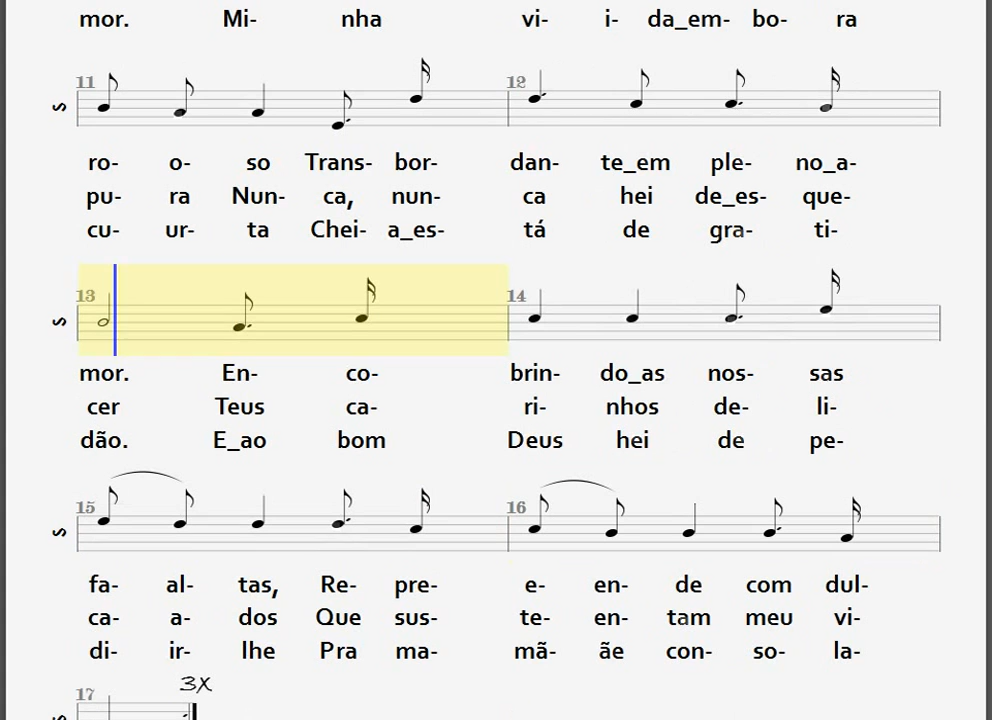 mor. Mi- nha vi- i- da_em- bo- ra
11 12
S
ro- o- so Trans- bor- dan- te_em ple- no_a-
pu- ra Nun- ca, nun- ca hei de_es- que-
cu- ur- ta Chei- a_es- tá de gra- ti-
13 14
S
mor. En- co- brin- do_as nos- sas
cer Teus ca- ri- nhos de- li-
dão. E_ao bom Deus hei de pe-
15 16
S
fa- al- tas, Re- pre- e- en- de com dul-
ca- a- dos Que sus- te- en- tam meu vi-
di- ir- lhe Pra ma- mã- ãe con- so- la-
17 3X
S